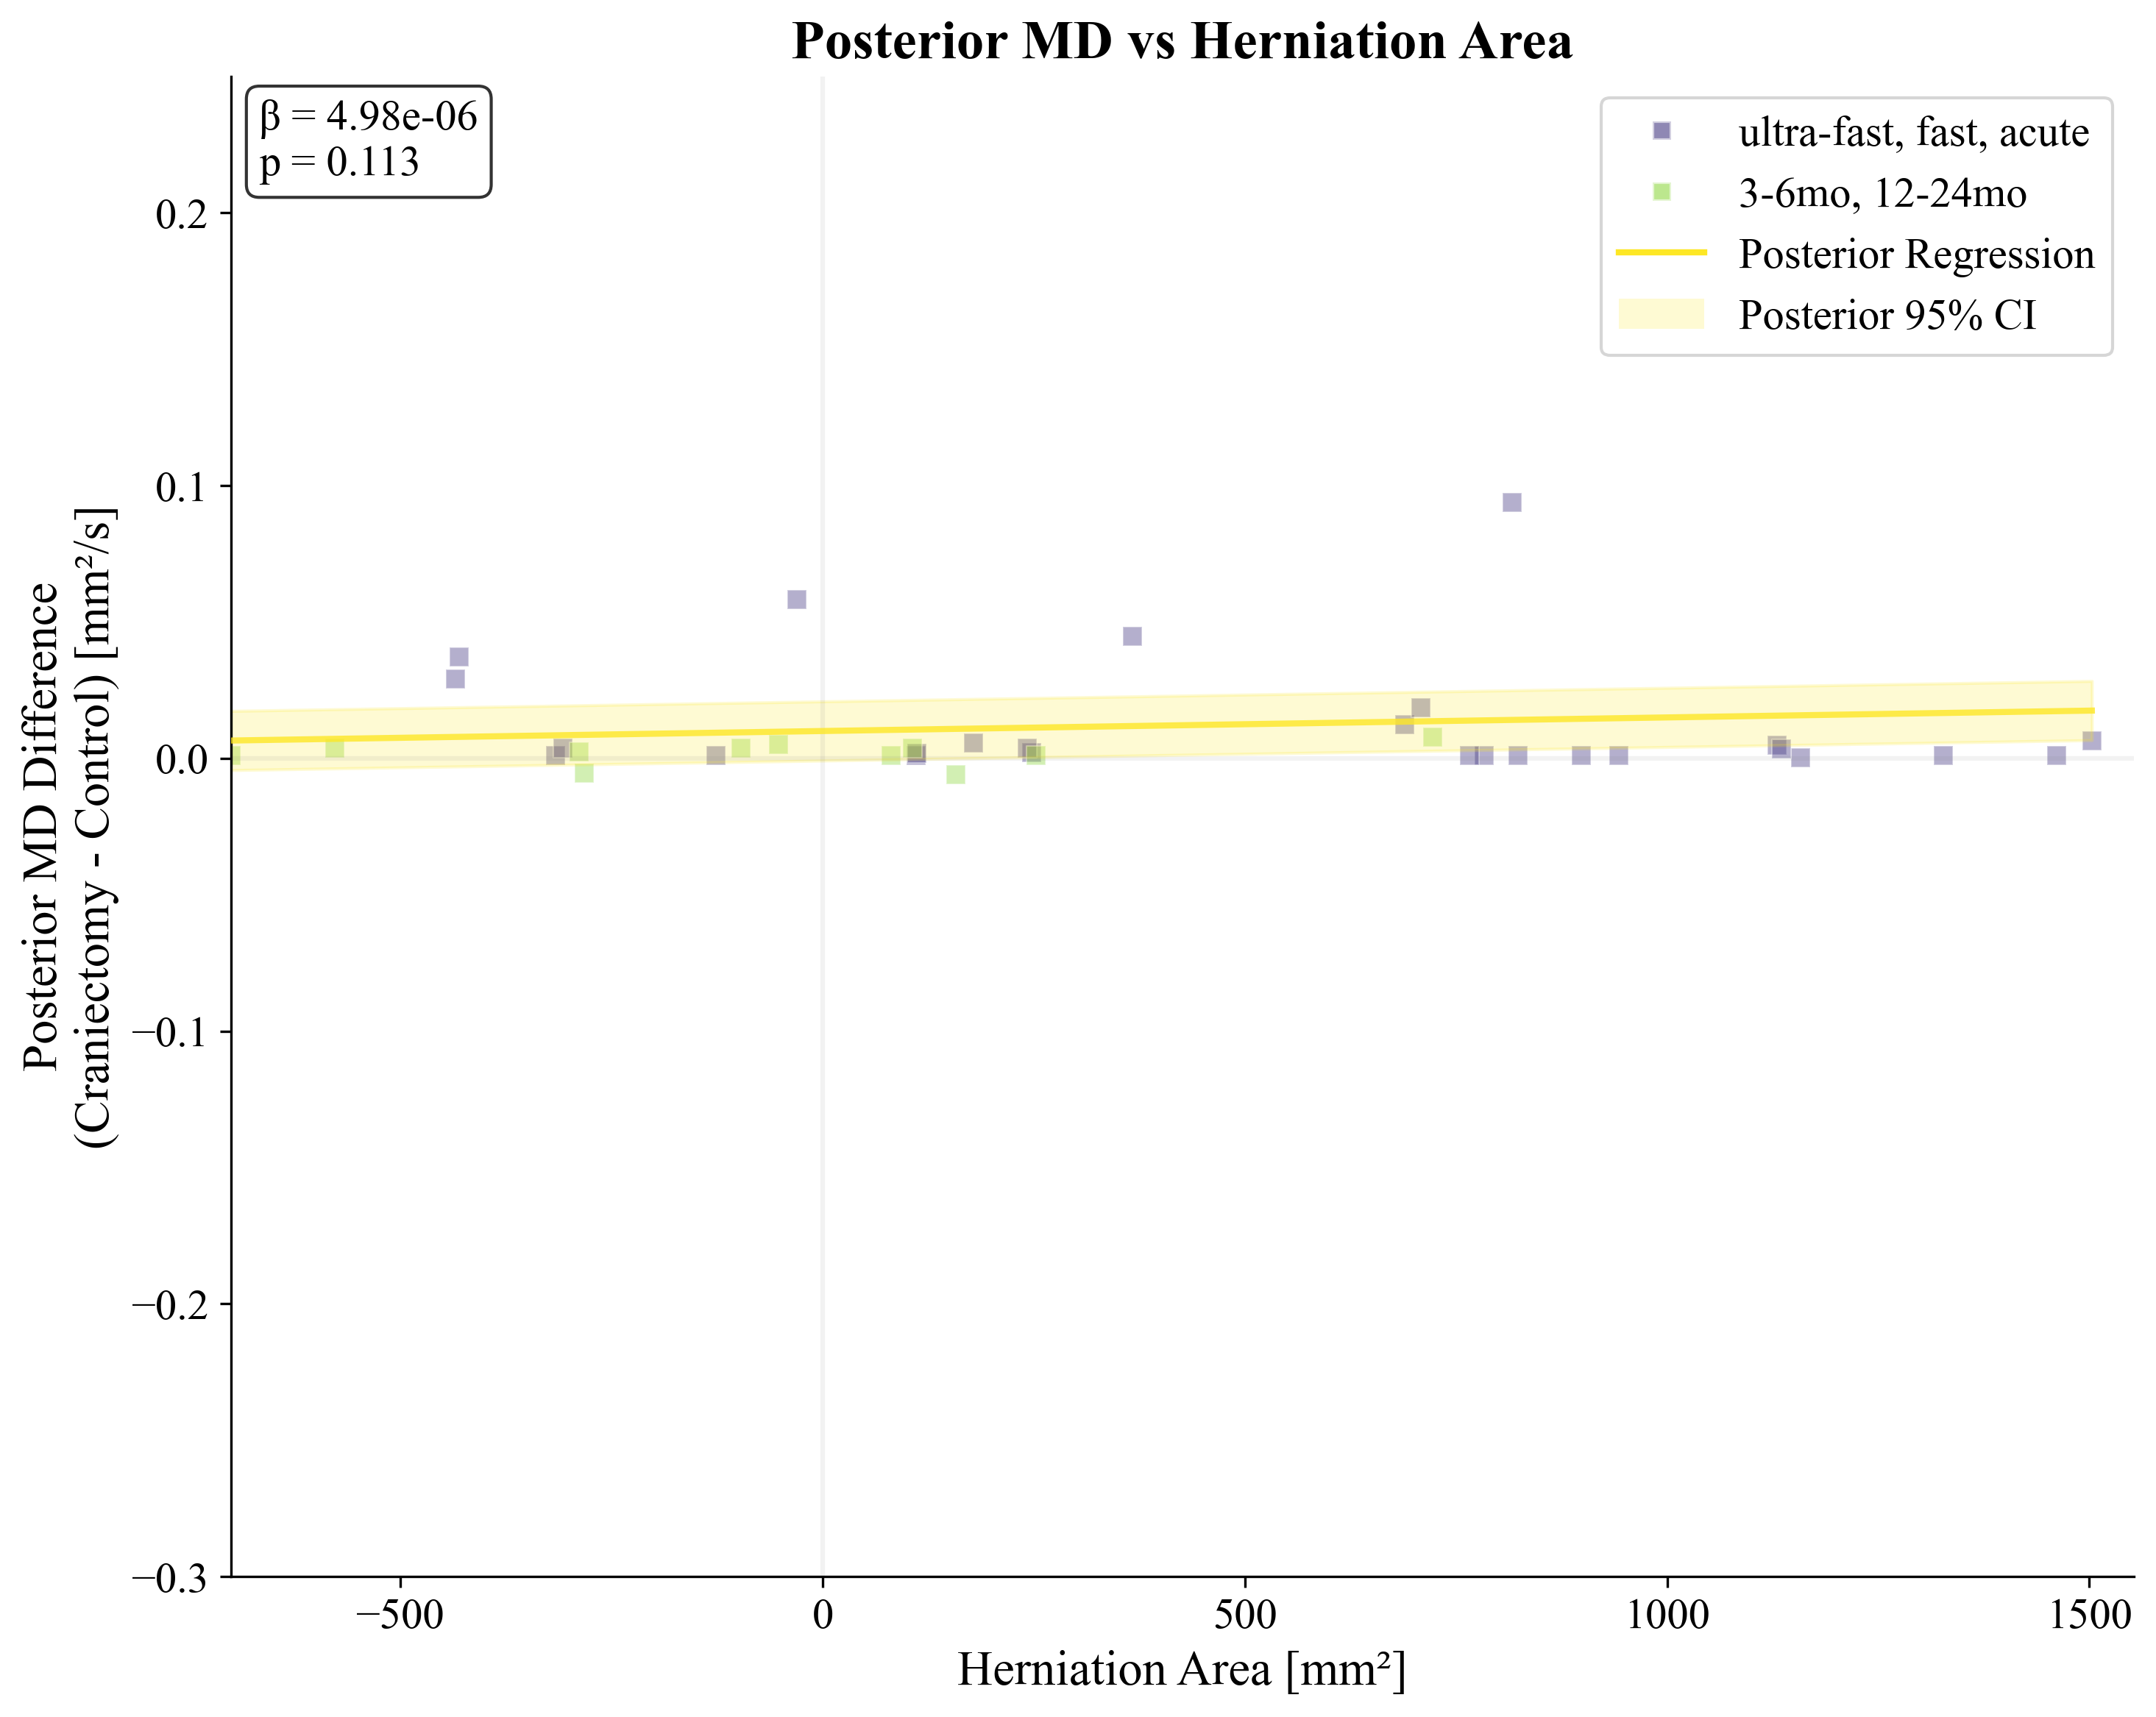 Posterior MD vs Herniation Area
β = 4.98e-06
p = 0.113
ultra-fast, fast, acute
3-6mo, 12-24mo
Posterior Regression
Posterior 95% CI
Posterior MD Difference
(Craniectomy - Control) [mm²/s]
0.2
0.1
0.0
−0.1
−0.2
−0.3
−500
0
500
1000
1500
Herniation Area [mm²]